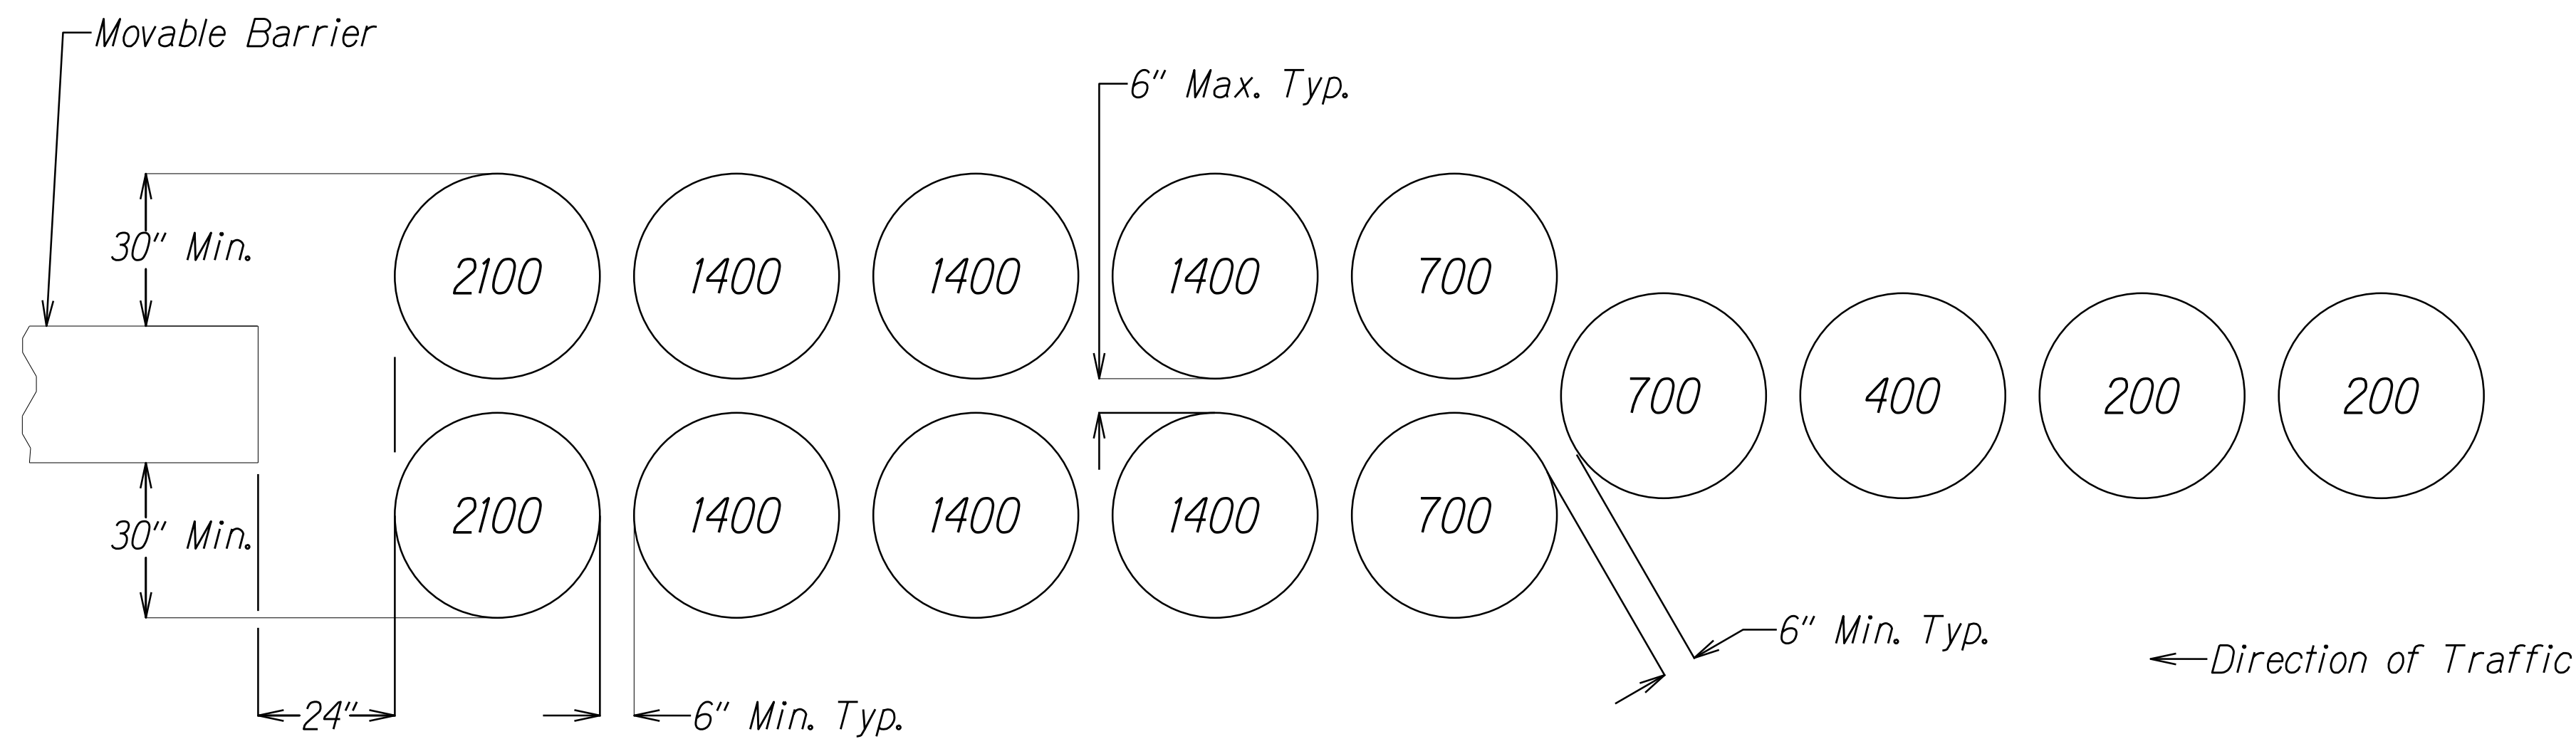 Movable Barrier
6" Max. Typ.
30" Min.
2100 1400 1400 1400 700
700 400 200 200
2100 1400 1400 1400 700
30" Min.
6" Min. Typ.
Direction of Traffic
24"
6" Min. Typ.